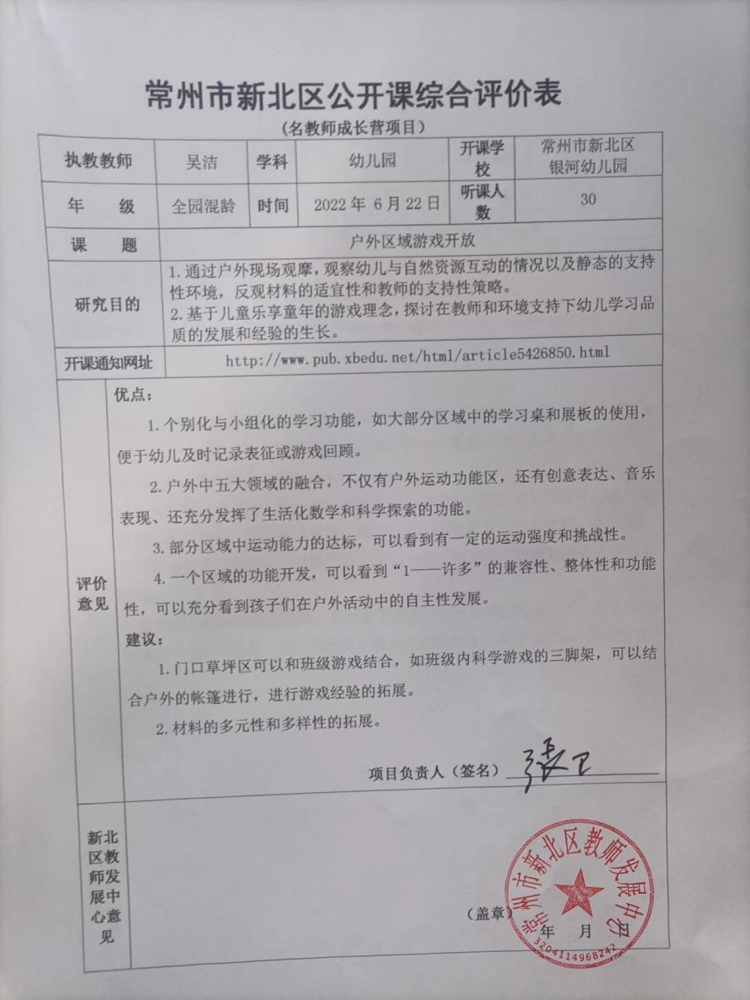 常州市新北区公开课综合评价表
(名教师成长营项目)
执教教师 吴洁 学科 幼儿园 开课学校 常州市新北区银河幼儿园
年 级 全园混龄 时间 2022 年 6 月 22 日 听课人数 30
课 题 户外区域游戏开放
研究目的
1.通过户外现场观摩，观察幼儿与自然资源互动的情况以及静态的支持
性环境，反观材料的适宜性和教师的支持性策略。
2.基于儿童乐享童年的游戏理念，探讨在教师和环境支持下幼儿学习品
质的发展和经验的生长。
开课通知网址 http://www.pub.xbedu.net/html/article5426850.html
评价
意见
优点：
1.个别化与小组化的学习功能，如大部分区域中的学习桌和展板的使用，
便于幼儿及时记录表征或游戏回顾。
2.户外中五大领域的融合，不仅有户外运动功能区，还有创意表达、音乐
表现、还充分发挥了生活化数学和科学探索的功能。
3.部分区域中运动能力的达标，可以看到有一定的运动强度和挑战性。
4.一个区域的功能开发，可以看到“1——许多”的兼容性、整体性和功能
性，可以充分看到孩子们在户外活动中的自主性发展。
建议：
1.门口草坪区可以和班级游戏结合，如班级内科学游戏的三脚架，可以结
合户外的帐篷进行，进行游戏经验的拓展。
2.材料的多元性和多样性的拓展。
项目负责人（签名） 張卫
新北
区教
师发
展中
心意
见
（盖章）
年 月 日
常州市新北区教师发展中心
3204114968242